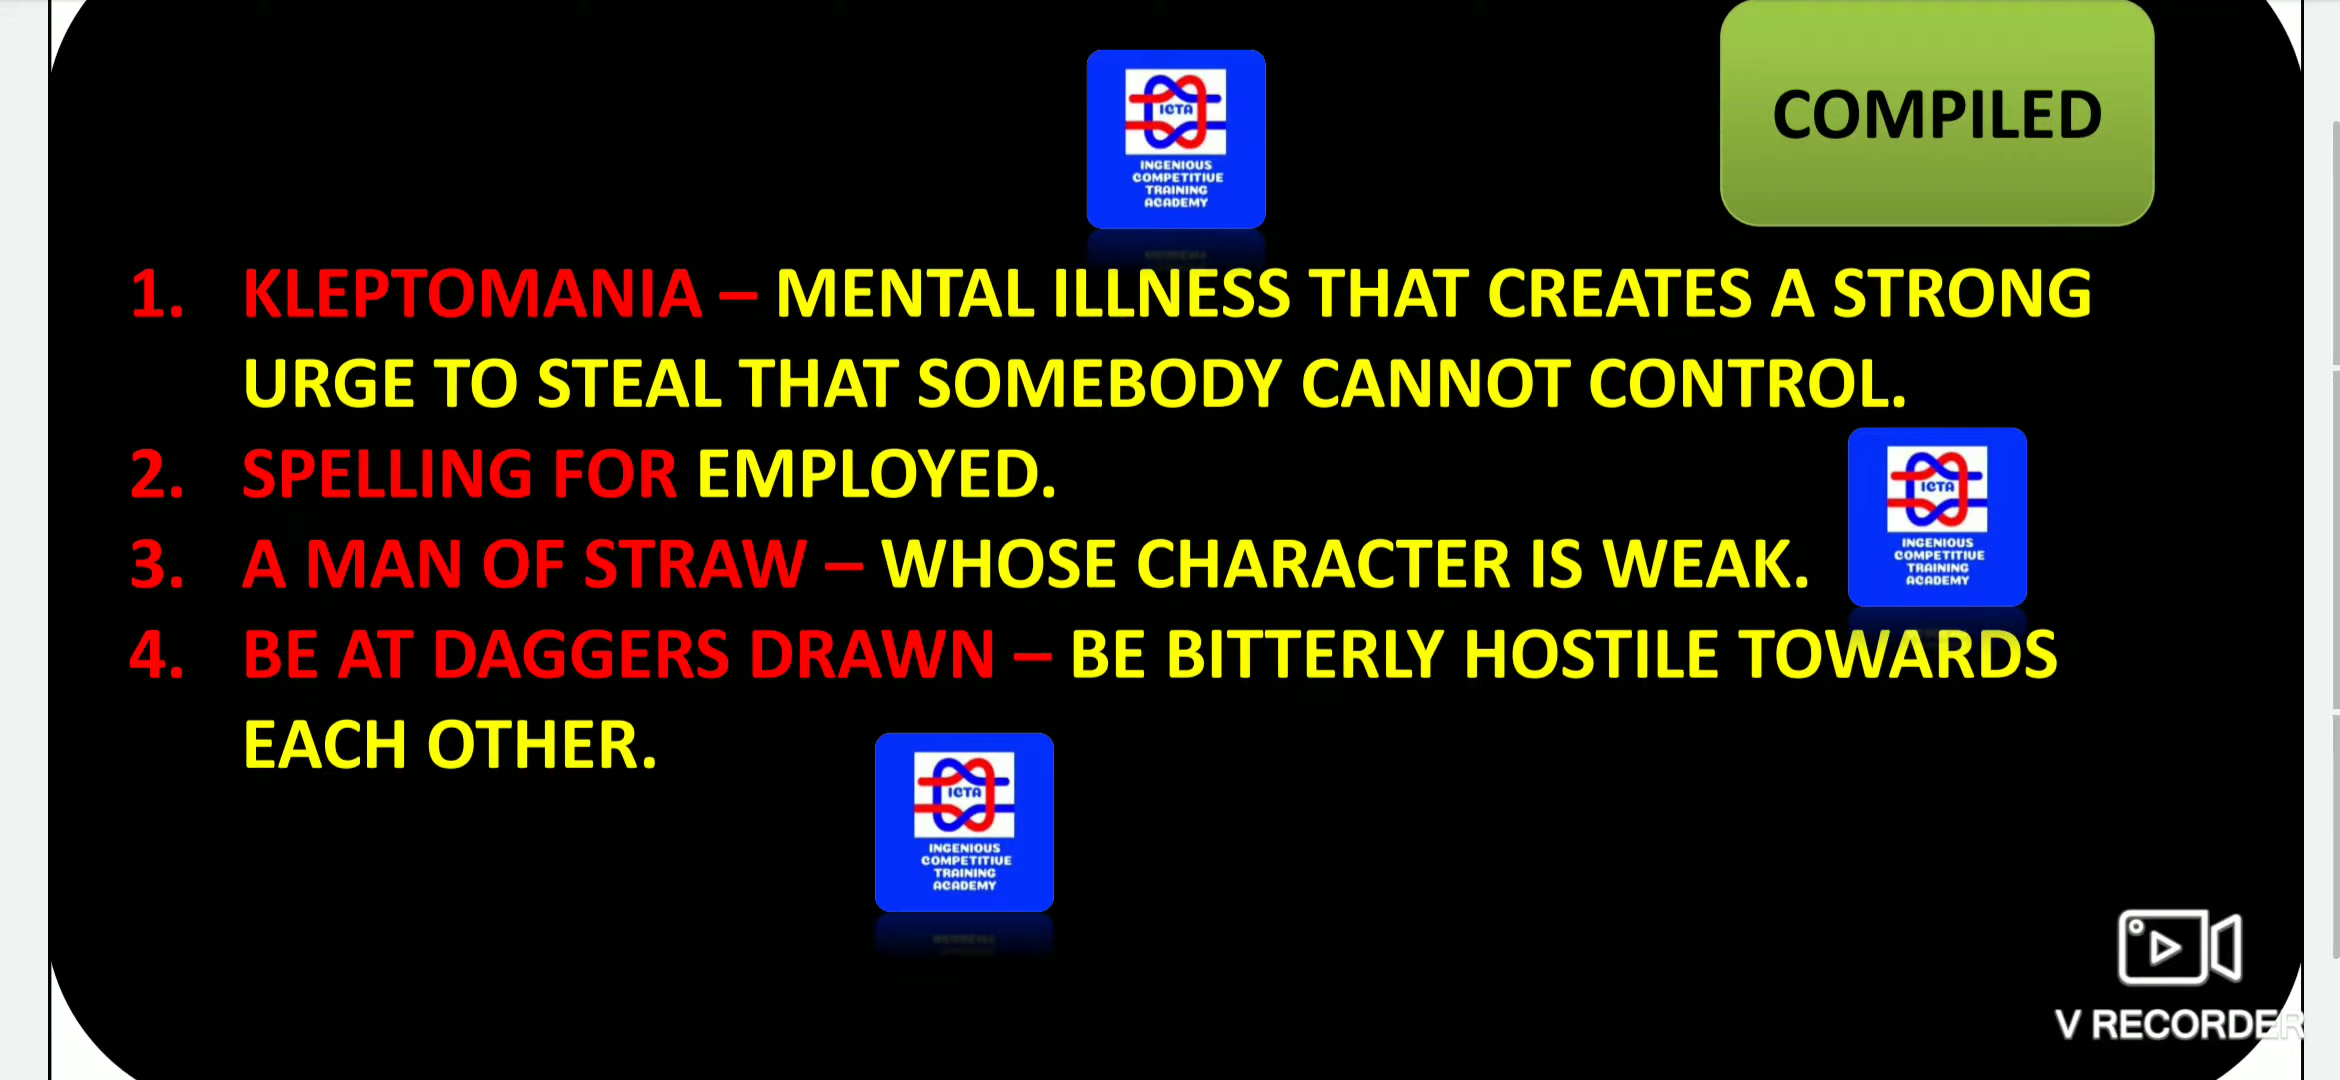 COMPILED
ICTA
INGENIOUS
COMPETITIVE
TRAINING
ACADEMY
1. KLEPTOMANIA – MENTAL ILLNESS THAT CREATES A STRONG
URGE TO STEAL THAT SOMEBODY CANNOT CONTROL.
2. SPELLING FOR EMPLOYED.
3. A MAN OF STRAW – WHOSE CHARACTER IS WEAK.
ICTA
INGENIOUS
COMPETITIVE
TRAINING
ACADEMY
4. BE AT DAGGERS DRAWN – BE BITTERLY HOSTILE TOWARDS
EACH OTHER.
ICTA
INGENIOUS
COMPETITIVE
TRAINING
ACADEMY
V RECORDER